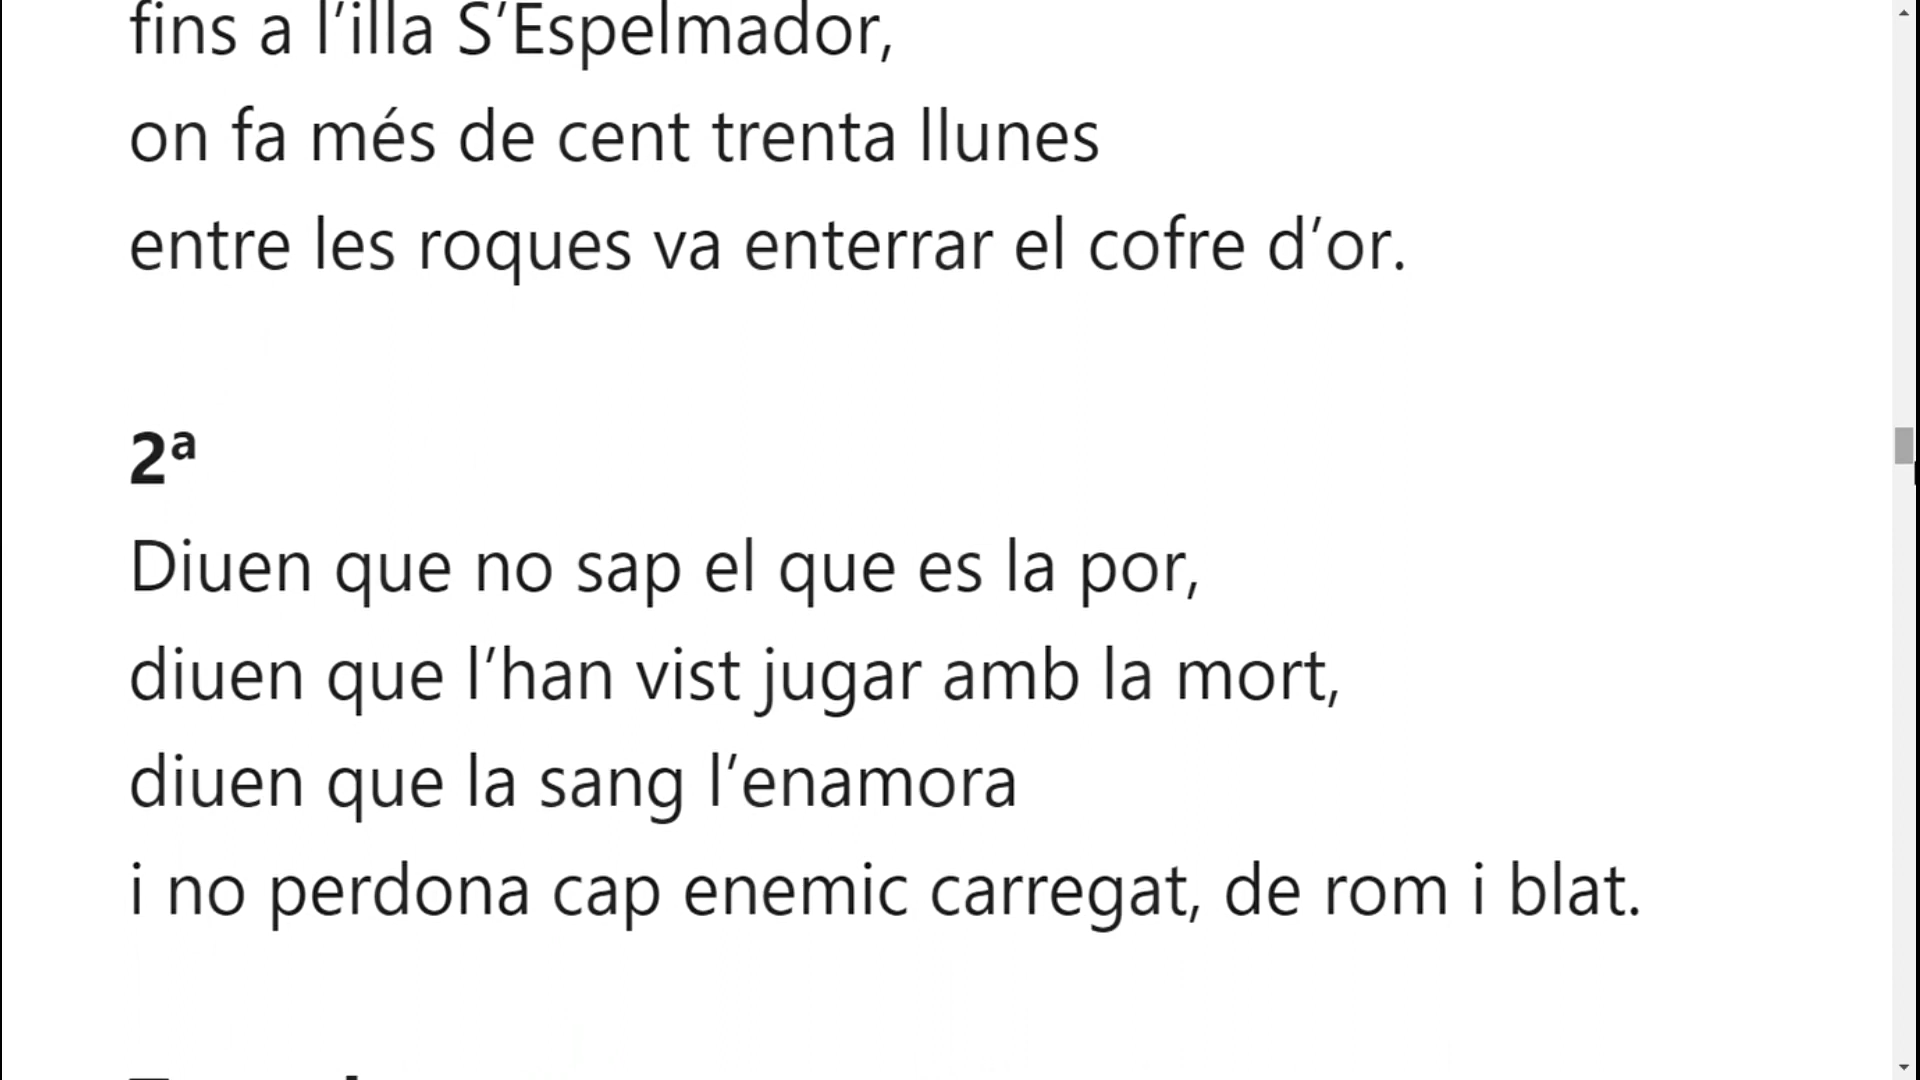 fins a l’illa S’Espelmador,
on fa més de cent trenta llunes
entre les roques va enterrar el cofre d’or.
2ª
Diuen que no sap el que es la por,
diuen que l’han vist jugar amb la mort,
diuen que la sang l’enamora
i no perdona cap enemic carregat, de rom i blat.